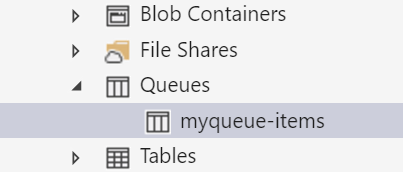 Blob Containers
File Shares
Queues
myqueue-items
Tables